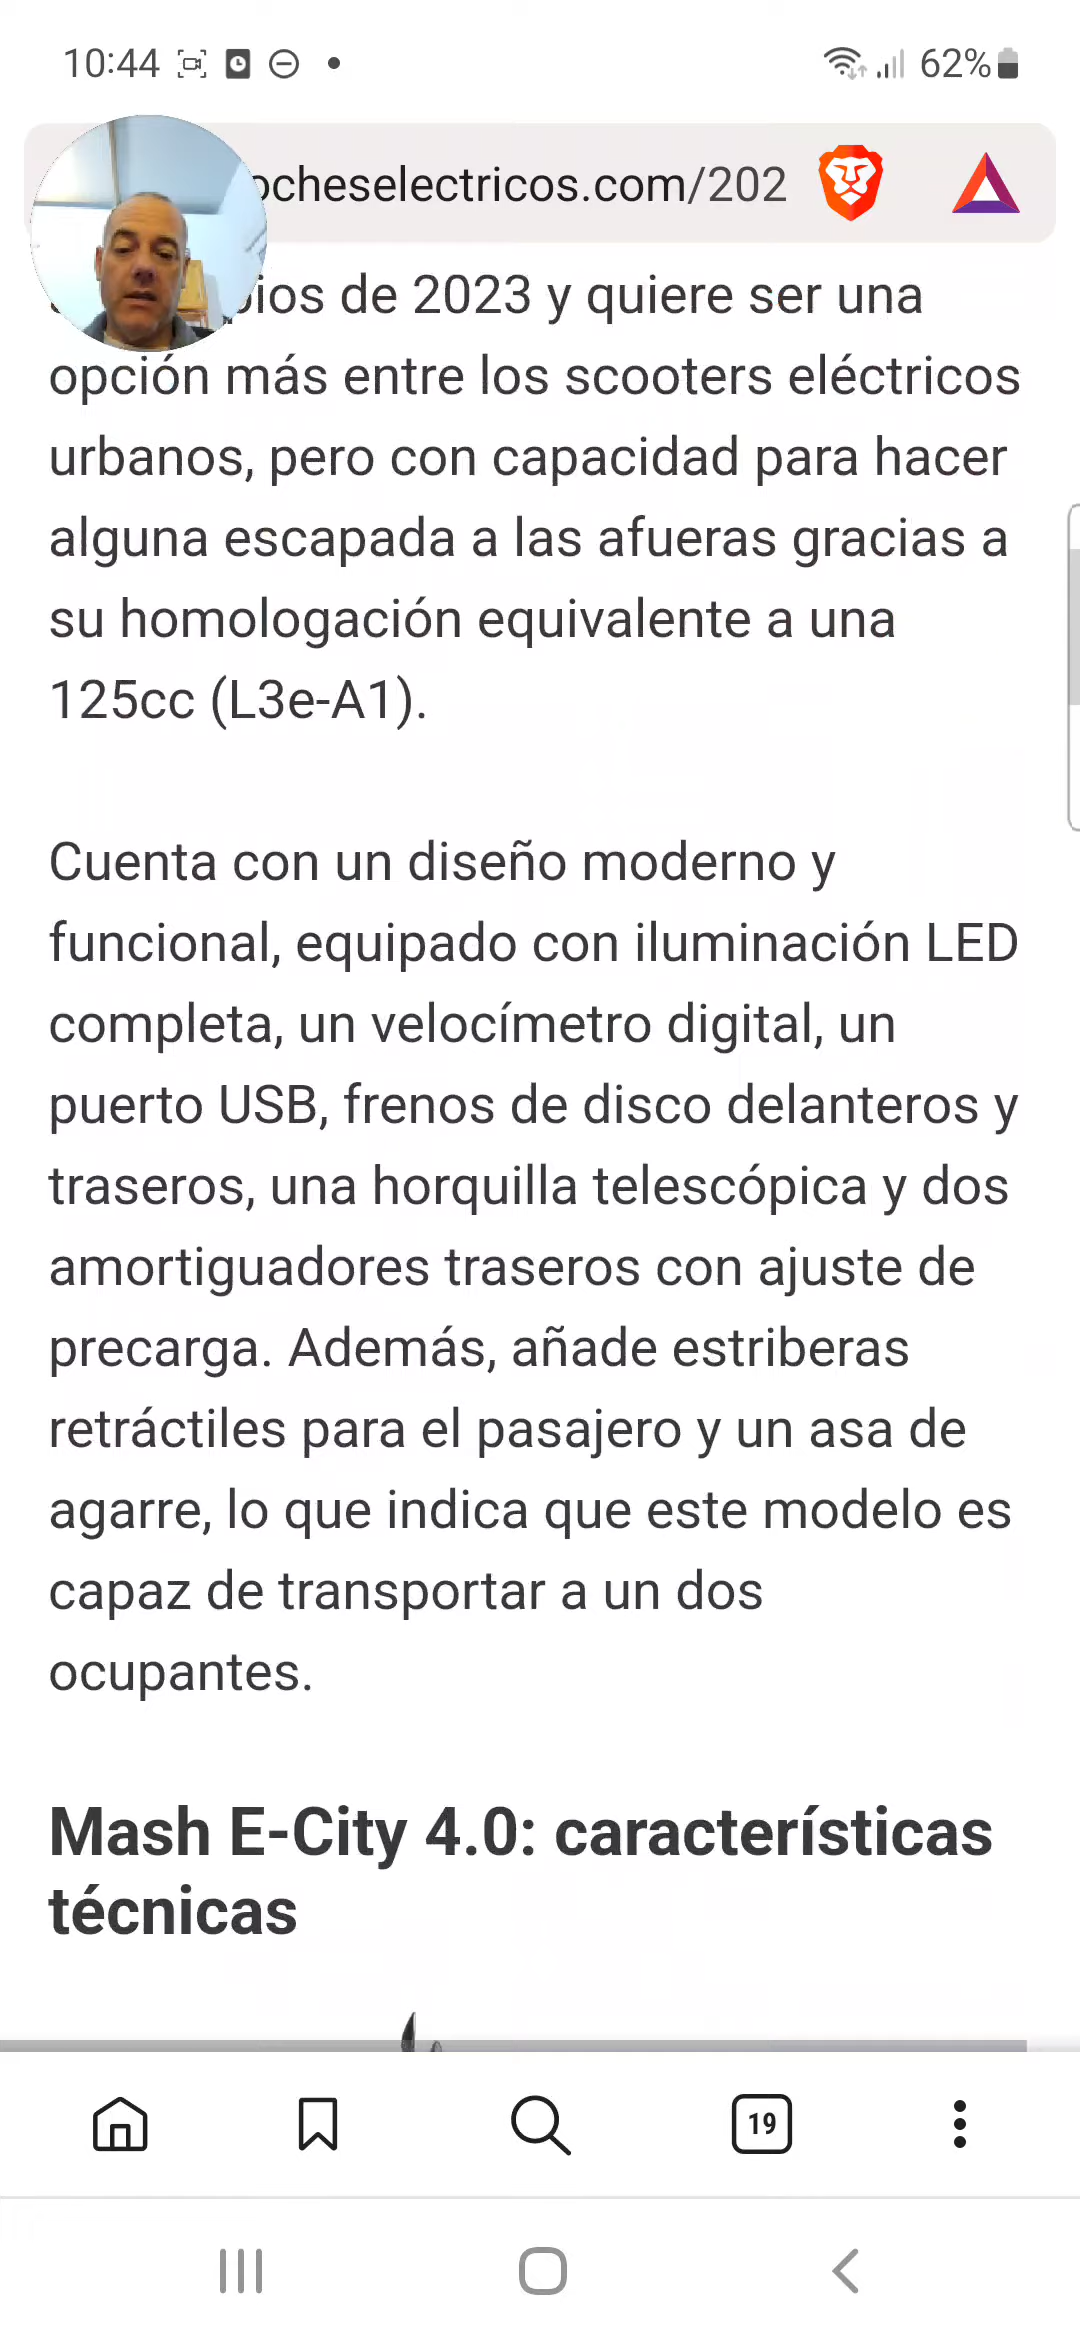 10:44
62%
ocheselectricos.com/202
ios de 2023 y quiere ser una
opción más entre los scooters eléctricos
urbanos, pero con capacidad para hacer
alguna escapada a las afueras gracias a
su homologación equivalente a una
125cc (L3e-A1).
Cuenta con un diseño moderno y
funcional, equipado con iluminación LED
completa, un velocímetro digital, un
puerto USB, frenos de disco delanteros y
traseros, una horquilla telescópica y dos
amortiguadores traseros con ajuste de
precarga. Además, añade estriberas
retráctiles para el pasajero y un asa de
agarre, lo que indica que este modelo es
capaz de transportar a un dos
ocupantes.
Mash E-City 4.0: características
técnicas
19